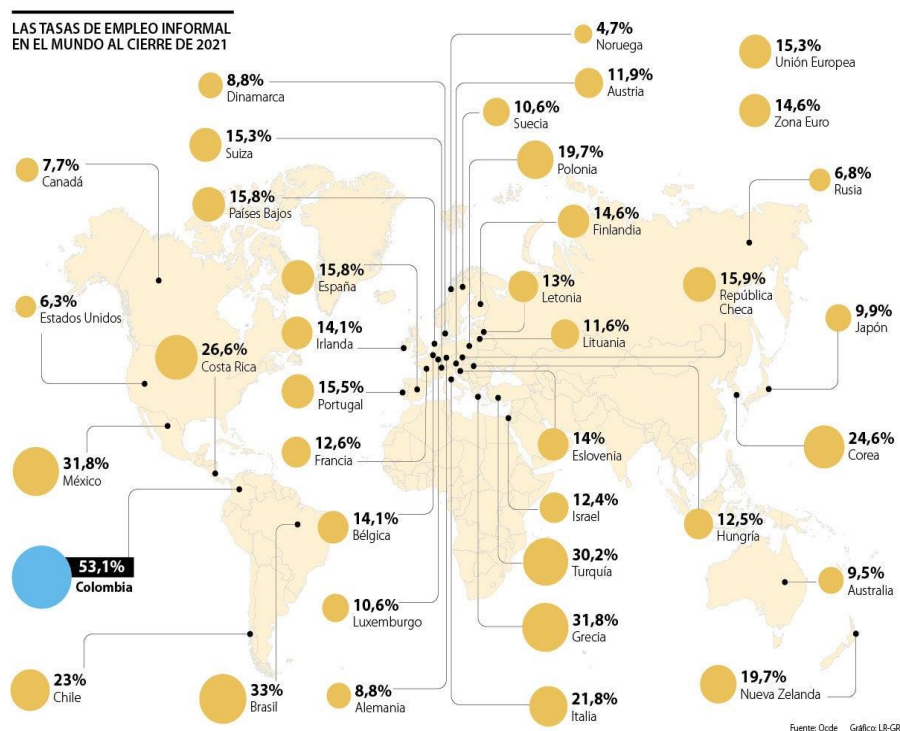 LAS TASAS DE EMPLEO INFORMAL
EN EL MUNDO AL CIERRE DE 2021
4,7%
Noruega
15,3%
Unión Europea
8,8%
Dinamarca
11,9%
Austria
10,6%
Suecia
14,6%
Zona Euro
15,3%
Suiza
19,7%
Polonia
7,7%
Canadá
6,8%
Rusia
15,8%
Países Bajos
14,6%
Finlandia
15,8%
España
13%
Letonia
15,9%
República
Checa
6,3%
Estados Unidos
9,9%
Japón
14,1%
Irlanda
11,6%
Lituania
26,6%
Costa Rica
15,5%
Portugal
31,8%
México
12,6%
Francia
14%
Eslovenia
24,6%
Corea
12,4%
Israel
14,1%
Bélgica
12,5%
Hungría
53,1%
Colombia
30,2%
Turquía
9,5%
Australia
10,6%
Luxemburgo
31,8%
Grecia
23%
Chile
33%
Brasil
8,8%
Alemania
21,8%
Italia
19,7%
Nueva Zelanda
Fuente: Ocde Gráfico: LR-GR